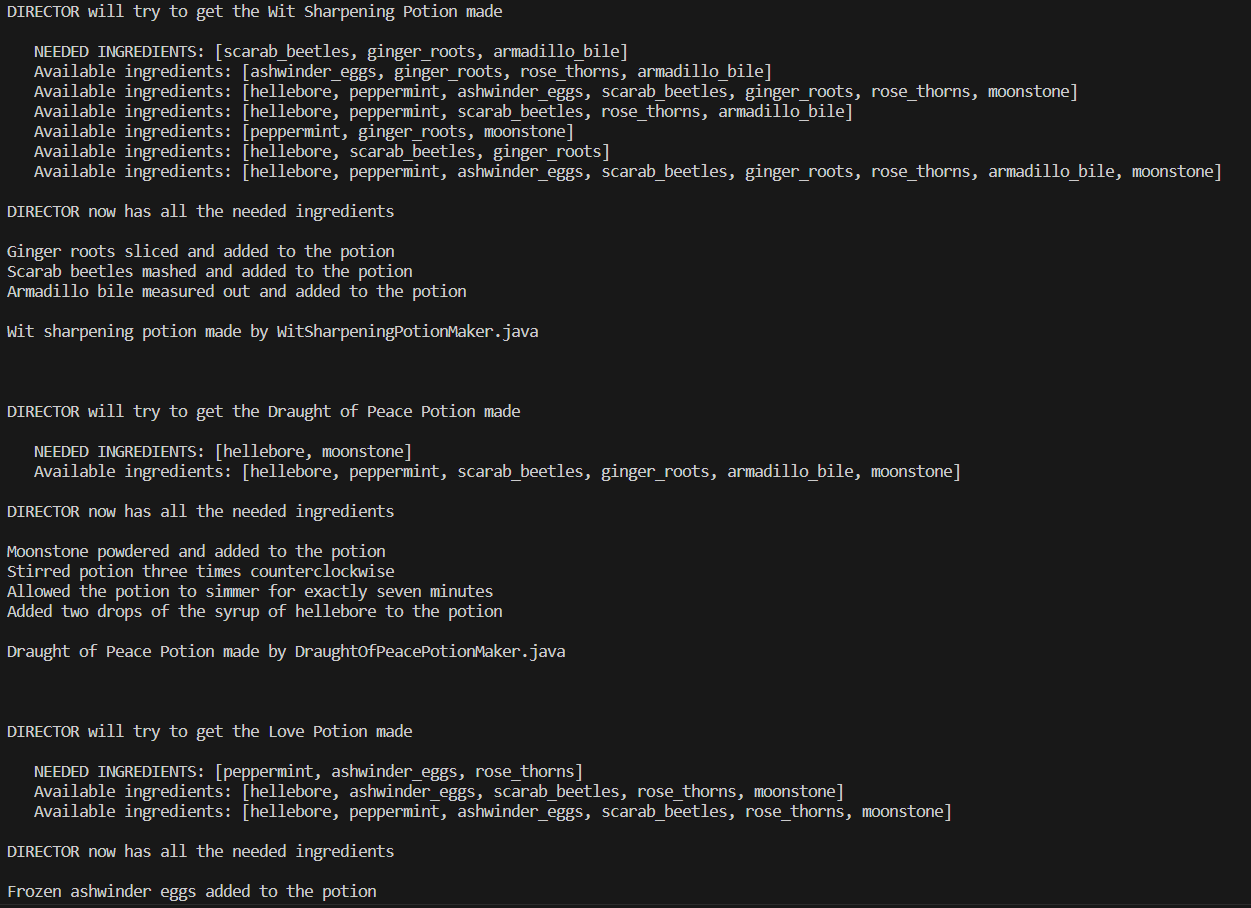 DIRECTOR will try to get the Wit Sharpening Potion made
NEEDED INGREDIENTS: [scarab_beetles, ginger_roots, armadillo_bile]
Available ingredients: [ashwinder_eggs, ginger_roots, rose_thorns, armadillo_bile]
Available ingredients: [hellebore, peppermint, ashwinder_eggs, scarab_beetles, ginger_roots, rose_thorns, moonstone]
Available ingredients: [hellebore, peppermint, scarab_beetles, rose_thorns, armadillo_bile]
Available ingredients: [peppermint, ginger_roots, moonstone]
Available ingredients: [hellebore, scarab_beetles, ginger_roots]
Available ingredients: [hellebore, peppermint, ashwinder_eggs, scarab_beetles, ginger_roots, rose_thorns, armadillo_bile, moonstone]
DIRECTOR now has all the needed ingredients
Ginger roots sliced and added to the potion
Scarab beetles mashed and added to the potion
Armadillo bile measured out and added to the potion
Wit sharpening potion made by WitSharpeningPotionMaker.java
DIRECTOR will try to get the Draught of Peace Potion made
NEEDED INGREDIENTS: [hellebore, moonstone]
Available ingredients: [hellebore, peppermint, scarab_beetles, ginger_roots, armadillo_bile, moonstone]
DIRECTOR now has all the needed ingredients
Moonstone powdered and added to the potion
Stirred potion three times counterclockwise
Allowed the potion to simmer for exactly seven minutes
Added two drops of the syrup of hellebore to the potion
Draught of Peace Potion made by DraughtOfPeacePotionMaker.java
DIRECTOR will try to get the Love Potion made
NEEDED INGREDIENTS: [peppermint, ashwinder_eggs, rose_thorns]
Available ingredients: [hellebore, ashwinder_eggs, scarab_beetles, rose_thorns, moonstone]
Available ingredients: [hellebore, peppermint, ashwinder_eggs, scarab_beetles, rose_thorns, moonstone]
DIRECTOR now has all the needed ingredients
Frozen ashwinder eggs added to the potion